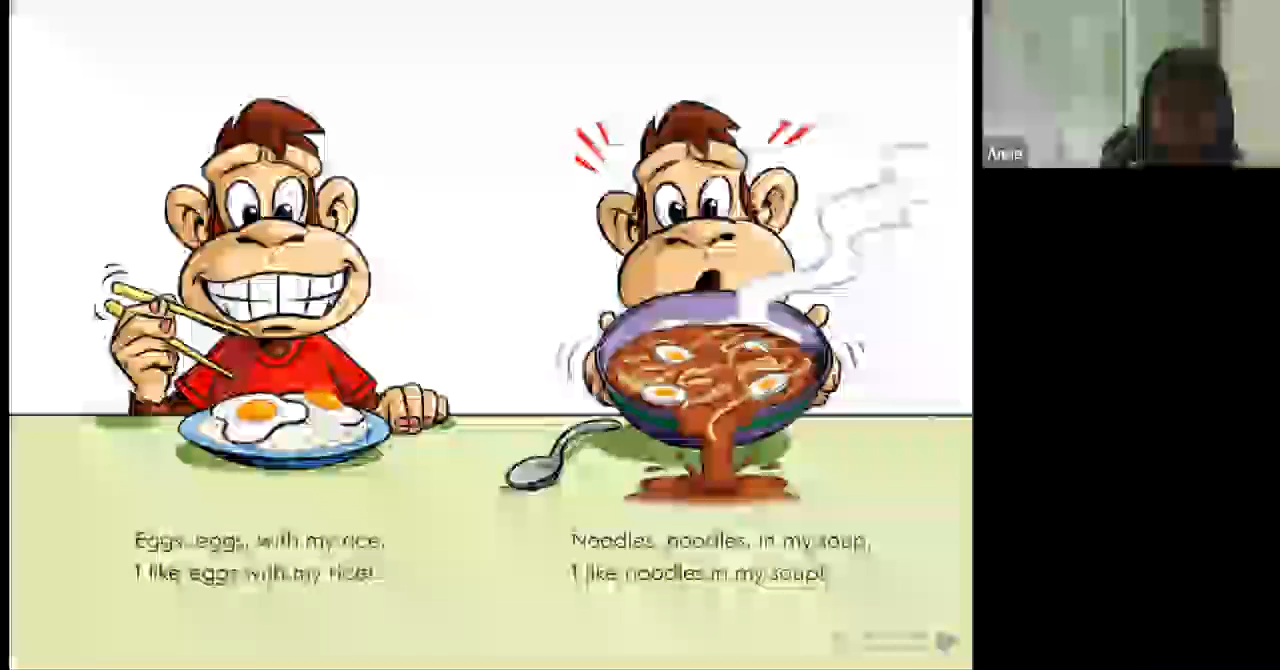 Eggs, eggs, with my rice,
I like eggs with my rice!
Noodles, noodles, in my soup,
I like noodles in my soup!
Annie